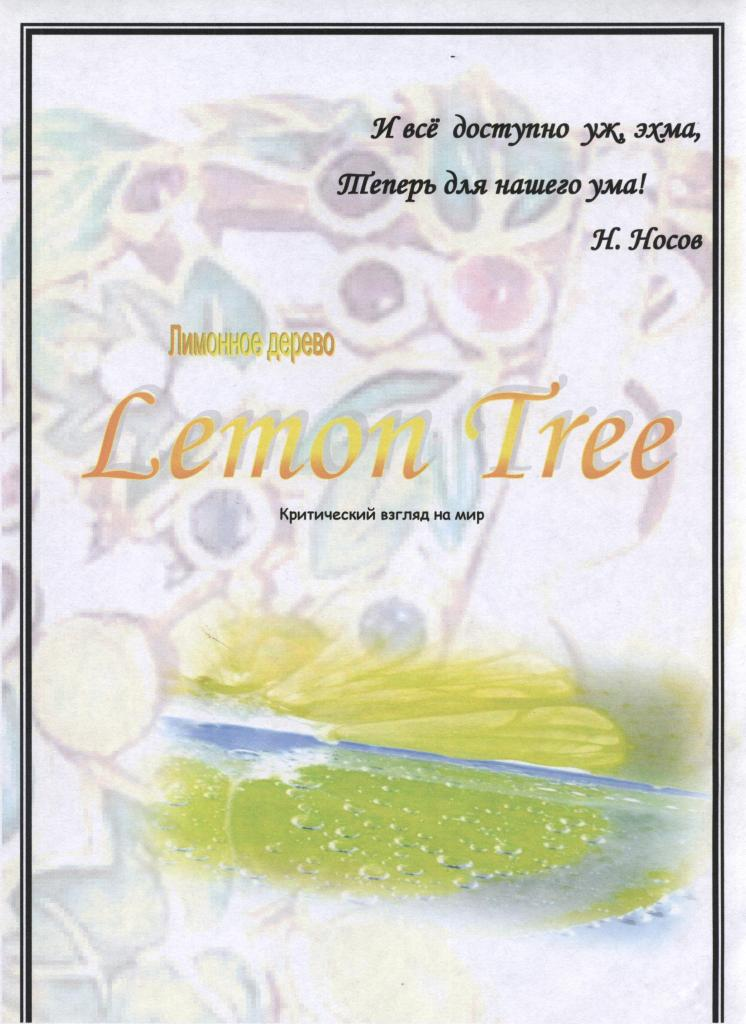 И всё доступно уж, эхма,
Теперь для нашего ума!
Н. Носов
Лимонное дерево
Lemon Tree
Критический взгляд на мир